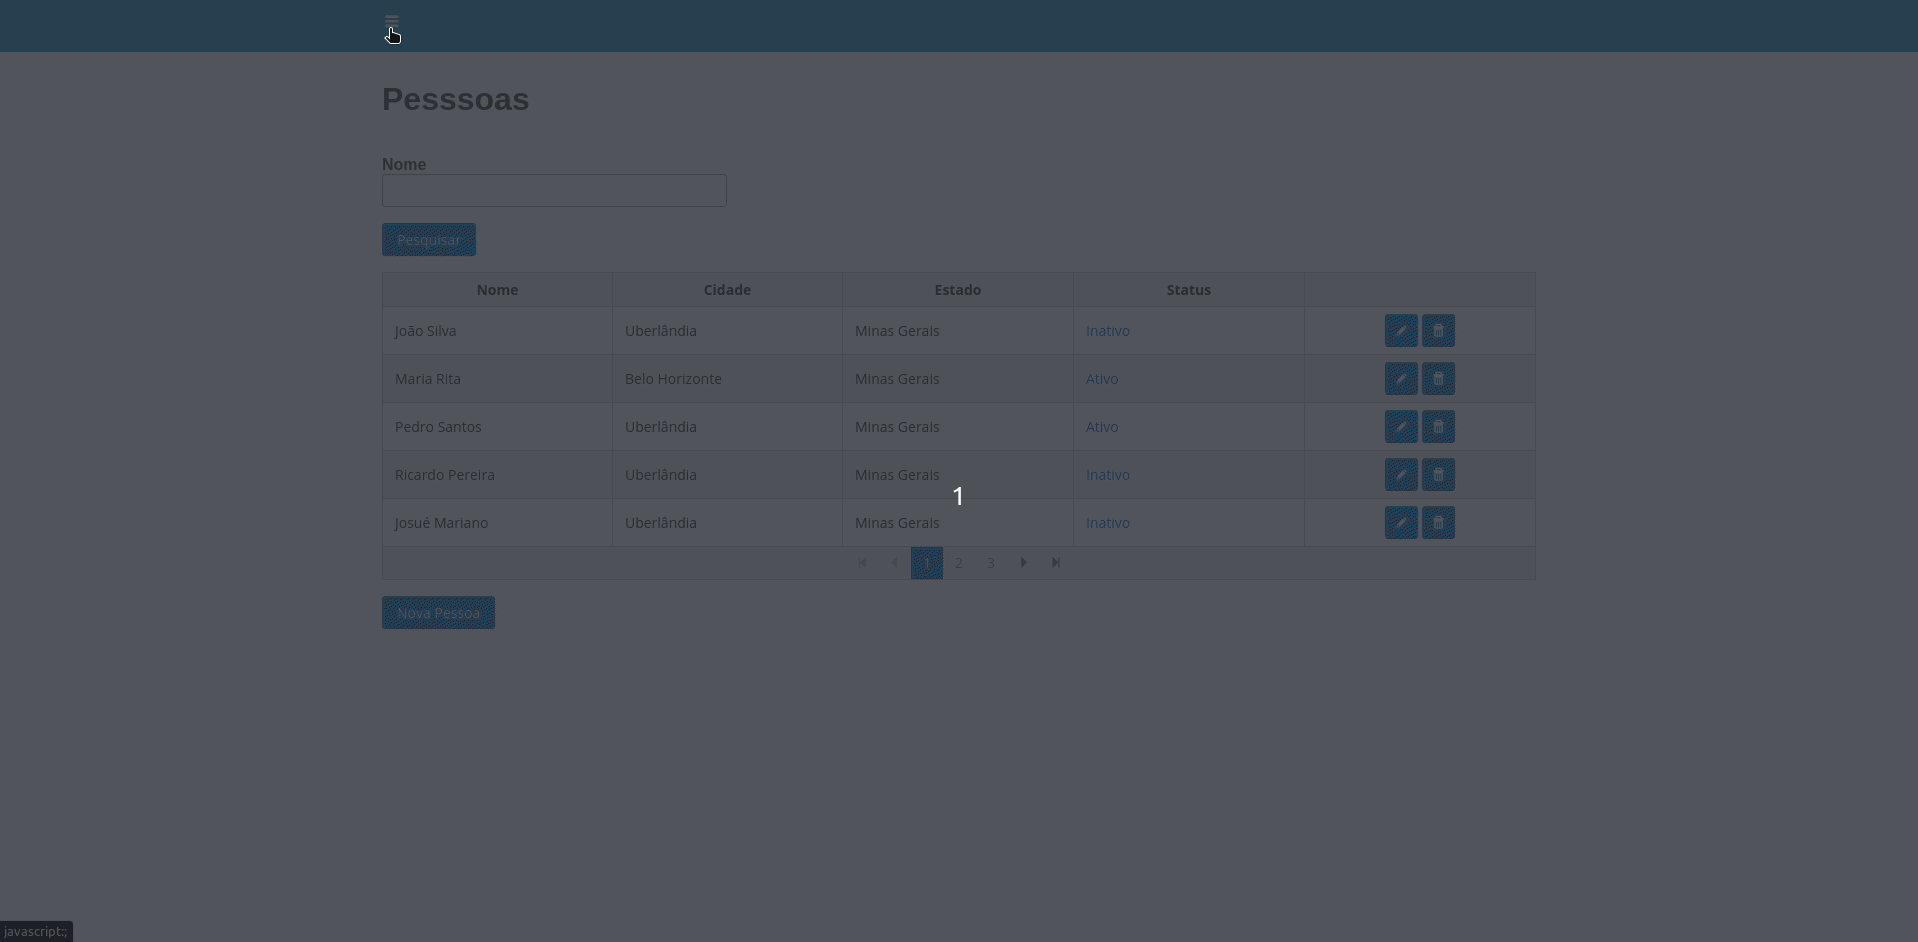 Pesssoas
Nome
Pesquisar
Nome Cidade Estado Status
João Silva Uberlândia Minas Gerais Inativo
Maria Rita Belo Horizonte Minas Gerais Ativo
Pedro Santos Uberlândia Minas Gerais Ativo
Ricardo Pereira Uberlândia Minas Gerais Inativo
1
Josué Mariano Uberlândia Minas Gerais Inativo
1 2 3
Nova Pessoa
javascript:;